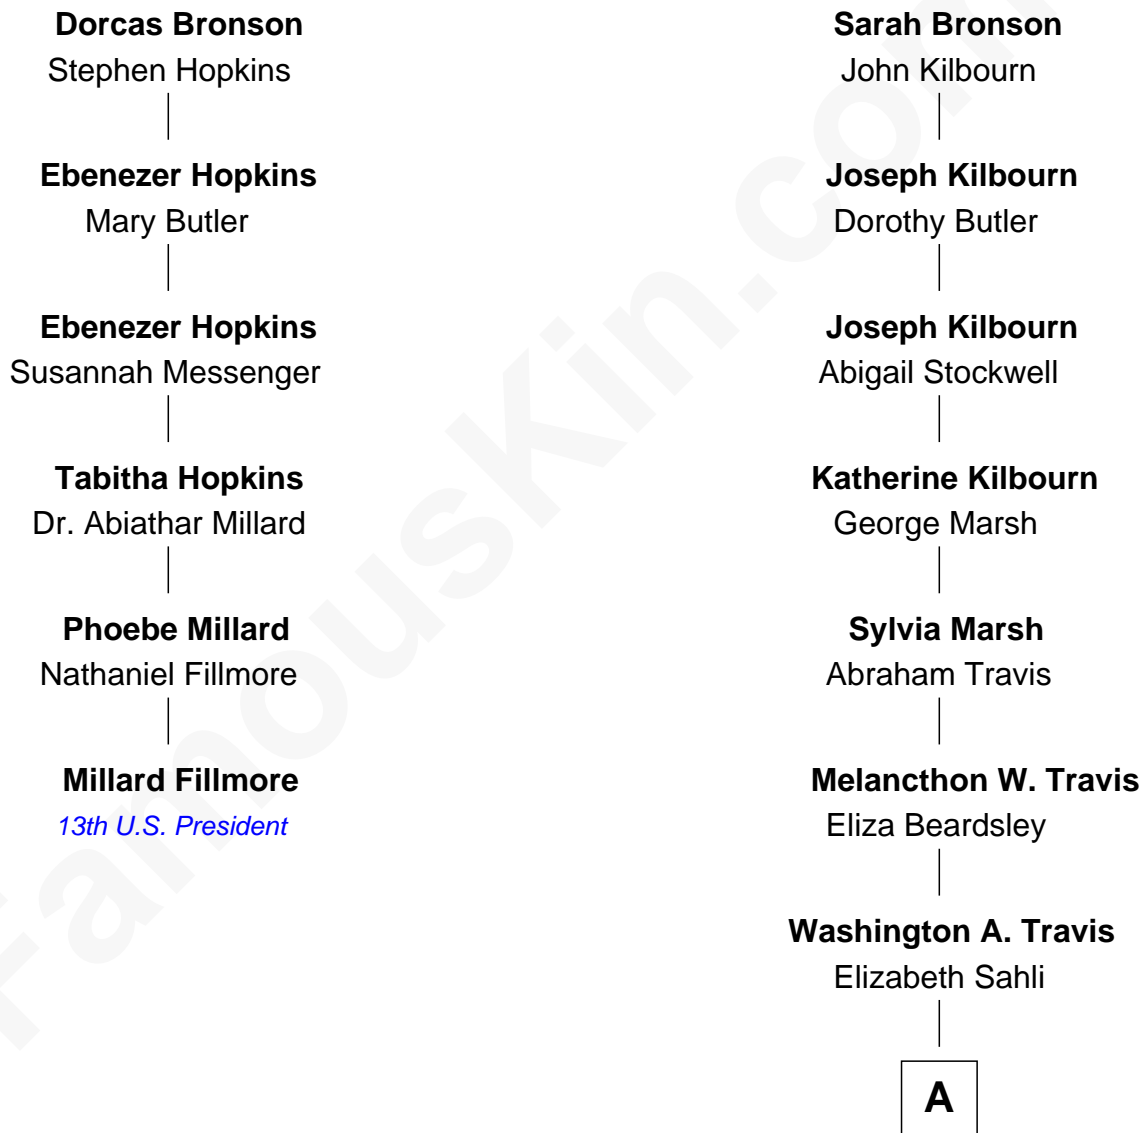 Dorcas Bronson
Stephen Hopkins
Ebenezer Hopkins
Mary Butler
Ebenezer Hopkins
Susannah Messenger
Tabitha Hopkins
Dr. Abiathar Millard
Phoebe Millard
Nathaniel Fillmore
Millard Fillmore
13th U.S. President
Sarah Bronson
John Kilbourn
Joseph Kilbourn
Dorothy Butler
Joseph Kilbourn
Abigail Stockwell
Katherine Kilbourn
George Marsh
Sylvia Marsh
Abraham Travis
Melancthon W. Travis
Eliza Beardsley
Washington A. Travis
Elizabeth Sahli
A
FamousKin.com